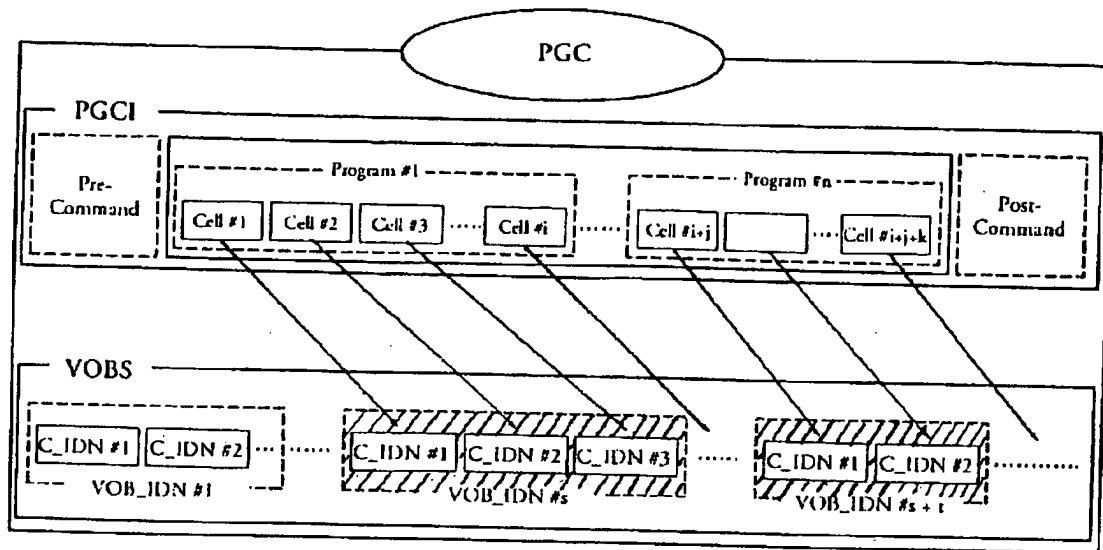 PGC
PGCI
Pre-
Command
Program #1
Cell #1 Cell #2 Cell #3 ..... Cell #i ......
Program #n
Cell #i+j .... Cell #i+j+k
Post-
Command
VOBS
C_IDN #1 C_IDN #2 ... ......
VOB_IDN #1
C_IDN #1 C_IDN #2 C_IDN #3 ......
VOB_IDN #s
C_IDN #1 C_IDN #2 ............
VOB_IDN #s + t